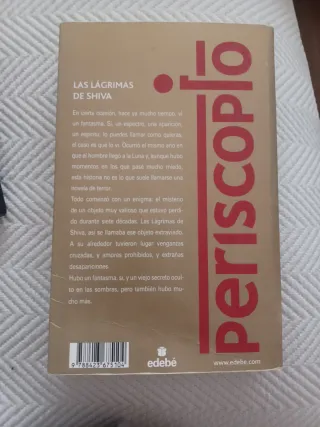 LAS LÁGRIMAS
DE SHIVA
En cierta ocasión, hace ya mucho tiempo, vi
un fantasma. Sí, un espectro, una aparición,
un espíritu; lo puedes llamar como quieras,
el caso es que lo vi. Ocurrió el mismo año en
que el hombre llegó a la Luna y, aunque hubo
momentos en los que pasé mucho miedo,
esta historia no es lo que suele llamarse una
novela de terror.
Todo comenzó con un enigma: el misterio
de un objeto muy valioso que estuvo perdi-
do durante siete décadas. Las Lágrimas de
Shiva, así se llamaba ese objeto extraviado.
A su alrededor tuvieron lugar venganzas
cruzadas, y amores prohibidos, y extrañas
desapariciones.
Hubo un fantasma, sí, y un viejo secreto ocul-
to en las sombras, pero también hubo mu-
cho más.
periscopio
edebé
www.edebe.com
9 788423 675104